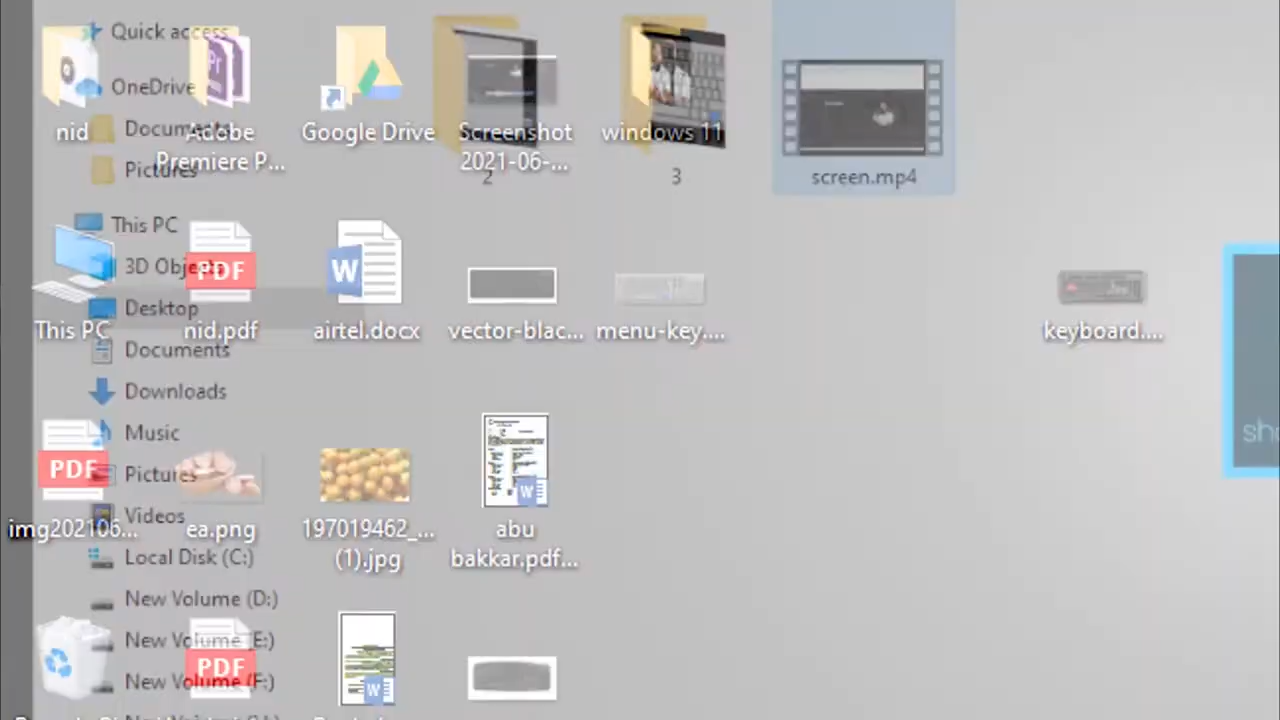 Quick access
OneDrive
Documents
Pictures
This PC
3D Objects
Desktop
Documents
Downloads
Music
Pictures
Videos
Local Disk (C:)
New Volume (D:)
New Volume (E:)
New Volume (F:)
2
3
screen.mp4
nid
Adobe
Premiere P...
Google Drive
Screenshot
2021-06-...
windows 11
This PC
PDF
nid.pdf
W
airtel.docx
vector-blac...
menu-key....
keyboard....
PDF
img202106...
ea.png
197019462_...
(1).jpg
W
abu
bakkar.pdf...
PDF
W
Pr